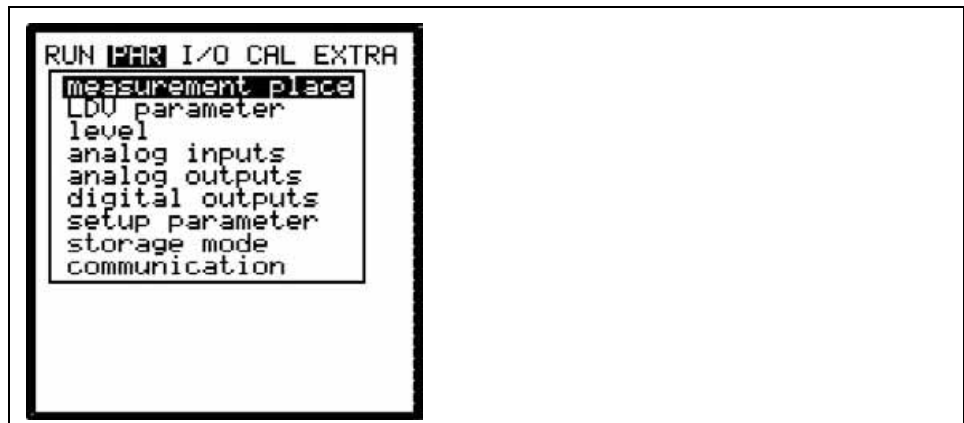 RUN PAR I/O CAL EXTRA
measurement place
LDV parameter
level
analog inputs
analog outputs
digital outputs
setup parameter
storage mode
communication